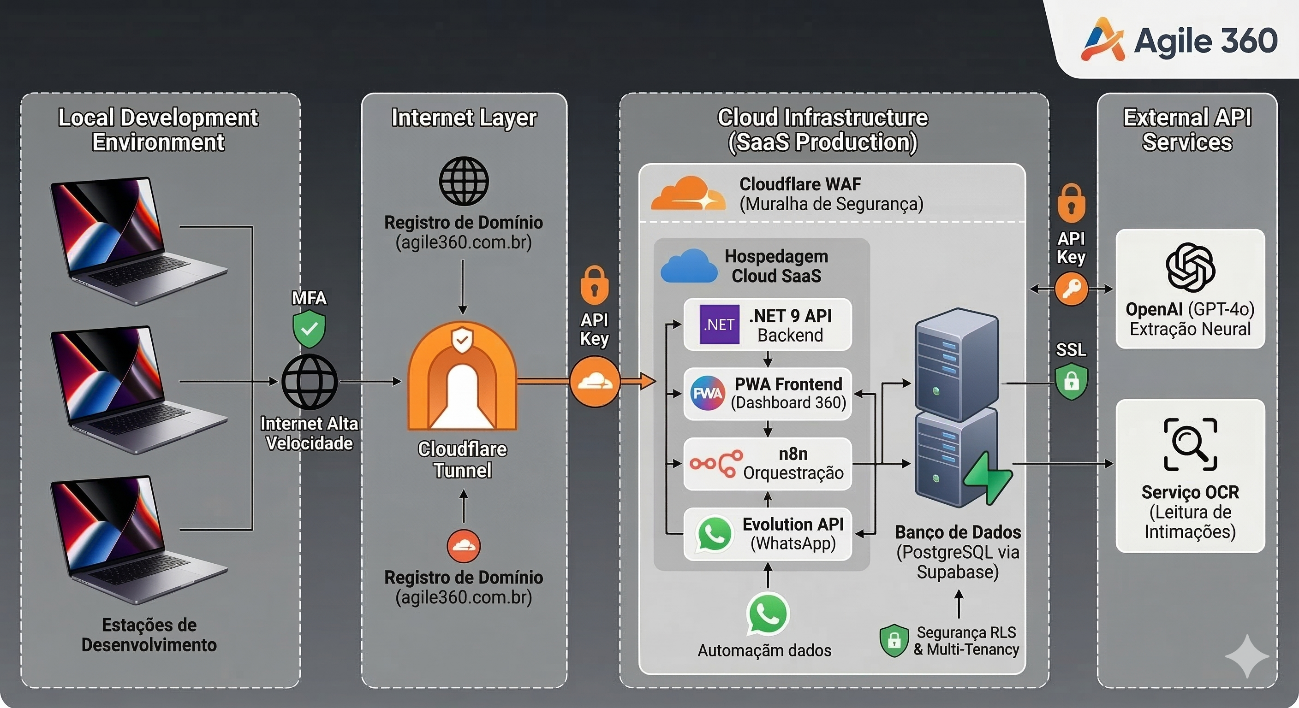 Agile 360
Local Development
Environment
MFA
Internet Alta
Velocidade
Estações de
Desenvolvimento
Internet Layer
Registro de Domínio
(agile360.com.br)
Cloudflare
Tunnel
Registro de Domínio
(agile360.com.br)
API
Key
Cloud Infrastructure
(SaaS Production)
Cloudflare WAF
(Muralha de Segurança)
Hospedagem
Cloud SaaS
.NET
.NET 9 API
Backend
PWA
PWA Frontend
(Dashboard 360)
n8n
Orquestração
Evolution API
(WhatsApp)
Automaçãm dados
Banco de Dados
(PostgreSQL via
Supabase)
Segurança RLS
& Multi-Tenancy
API
Key
SSL
External API
Services
OpenAI (GPT-4o)
Extração Neural
Serviço OCR
(Leitura de
Intimações)